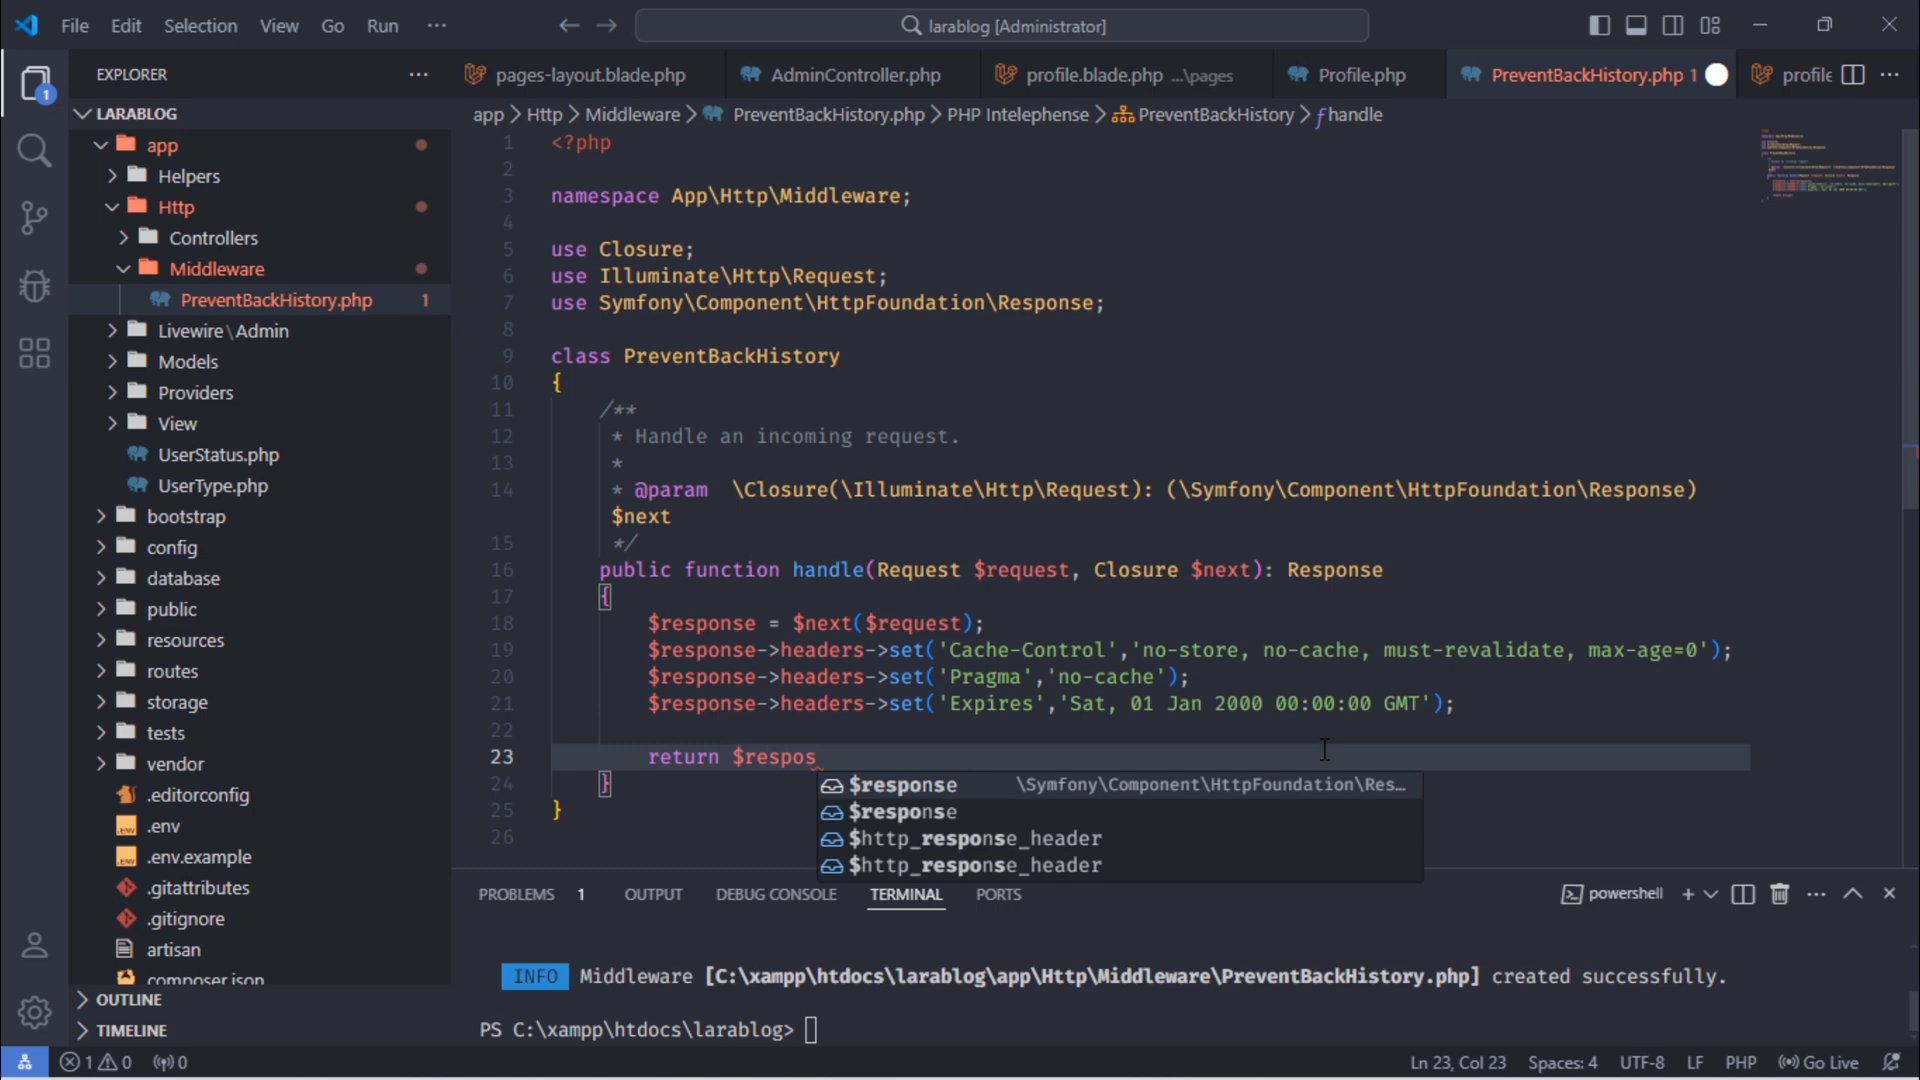 File Edit Selection View Go Run ···
larablog [Administrator]
EXPLORER
pages-layout.blade.php
AdminController.php
profile.blade.php ...\pages
Profile.php
PreventBackHistory.php 1
profile
app > Http > Middleware > PreventBackHistory.php > PHP Intelephense > PreventBackHistory > handle
1
LARABLOG
app
Helpers
Http
Controllers
Middleware
PreventBackHistory.php 1
Livewire\Admin
Models
Providers
View
UserStatus.php
UserType.php
bootstrap
config
database
public
resources
routes
storage
tests
vendor
.editorconfig
.env
.env.example
.gitattributes
.gitignore
artisan
composer.json
OUTLINE
TIMELINE
1 <?php
2
3 namespace App\Http\Middleware;
4
5 use Closure;
6 use Illuminate\Http\Request;
7 use Symfony\Component\HttpFoundation\Response;
8
9 class PreventBackHistory
10 {
11 /**
12 * Handle an incoming request.
13 *
14 * @param  \Closure(\Illuminate\Http\Request): (\Symfony\Component\HttpFoundation\Response)
$next
15 */
16 public function handle(Request $request, Closure $next): Response
17 {
18 $response = $next($request);
19 $response->headers->set('Cache-Control','no-store, no-cache, must-revalidate, max-age=0');
20 $response->headers->set('Pragma','no-cache');
21 $response->headers->set('Expires','Sat, 01 Jan 2000 00:00:00 GMT');
22
23 return $respos
24 }
25 }
26
$response \Symfony\Component\HttpFoundation\Res...
$response
$http_response_header
$http_response_header
PROBLEMS 1 OUTPUT DEBUG CONSOLE TERMINAL PORTS
powershell
INFO Middleware [C:\xampp\htdocs\larablog\app\Http\Middleware\PreventBackHistory.php] created successfully.
PS C:\xampp\htdocs\larablog>
1 0 0
Ln 23, Col 23 Spaces: 4 UTF-8 LF PHP Go Live